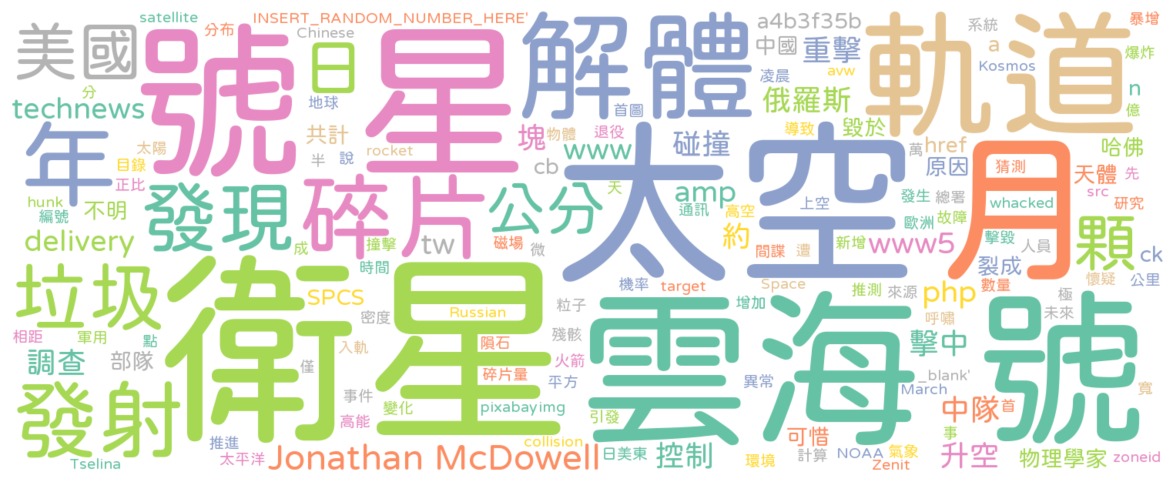 satellite 分布 INSERT_RANDOM_NUMBER_HERE' a4b3f35b 系統 暴增
美國 號星 Chinese 解體 中國 重擊 a Kosmos 軌道 爆炸
分 日 凌晨 avw n 億
technews 地球 首圖 俄羅斯
年 太陽 共計 塊 物體 退役 導致 毀於 萬 href 哈佛
目錄 半 說 rocket www 碰撞 原因 猜測 天體 先
正比 cb 太空 月 src
hunk 不明 發現 碎片 公分 天 amp 上空 發生 總署 whacked 研究
編號 通訊 高空 歐洲 故障
delivery 成 撞擊 tw 磁場 微 約 間諜 遭 新增 www5 擊毀 人員 顆 ck
垃圾 衛星 時間 機率 Space 裂成 懷疑 公里
SPCS target 推測 來源 php 數量 極
相距 軍用 點 密度 Russian 粒子 增加 雲海號 呼嘯 未來
調查 部隊 僅 入軌 隕石 殘骸 擊中
火箭
發射 事件 碎片量 平方 異常 _blank' 寬
高能 變化 pixabayimg 引發 March 中隊 首
推進 collision 可惜 事
Tselina 太平洋 Jonathan McDowell 日美東 控制 環境 計算 NOAA 氣象 Zenit 升空 物理學家 zoneid